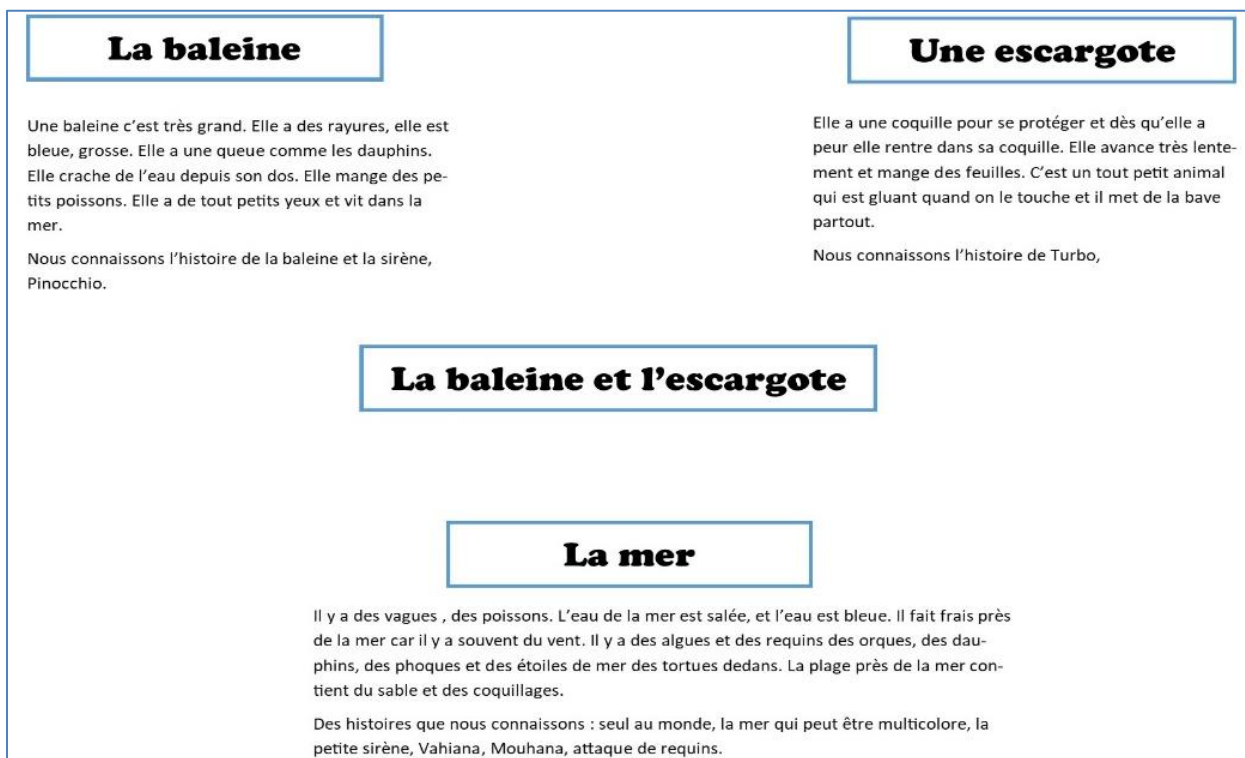 La baleine
Une baleine c’est très grand. Elle a des rayures, elle est
bleue, grosse. Elle a une queue comme les dauphins.
Elle crache de l’eau depuis son dos. Elle mange des pe-
tits poissons. Elle a de tout petits yeux et vit dans la
mer.
Nous connaissons l’histoire de la baleine et la sirène,
Pinocchio.
Une escargote
Elle a une coquille pour se protéger et dès qu’elle a
peur elle rentre dans sa coquille. Elle avance très lente-
ment et mange des feuilles. C’est un tout petit animal
qui est gluant quand on le touche et il met de la bave
partout.
Nous connaissons l’histoire de Turbo,
La baleine et l’escargote
La mer
Il y a des vagues , des poissons. L’eau de la mer est salée, et l’eau est bleue. Il fait frais près
de la mer car il y a souvent du vent. Il y a des algues et des requins des orques, des dau-
phins, des phoques et des étoiles de mer des tortues dedans. La plage près de la mer con-
tient du sable et des coquillages.
Des histoires que nous connaissons : seul au monde, la mer qui peut être multicolore, la
petite sirène, Vahiana, Mouhana, attaque de requins.